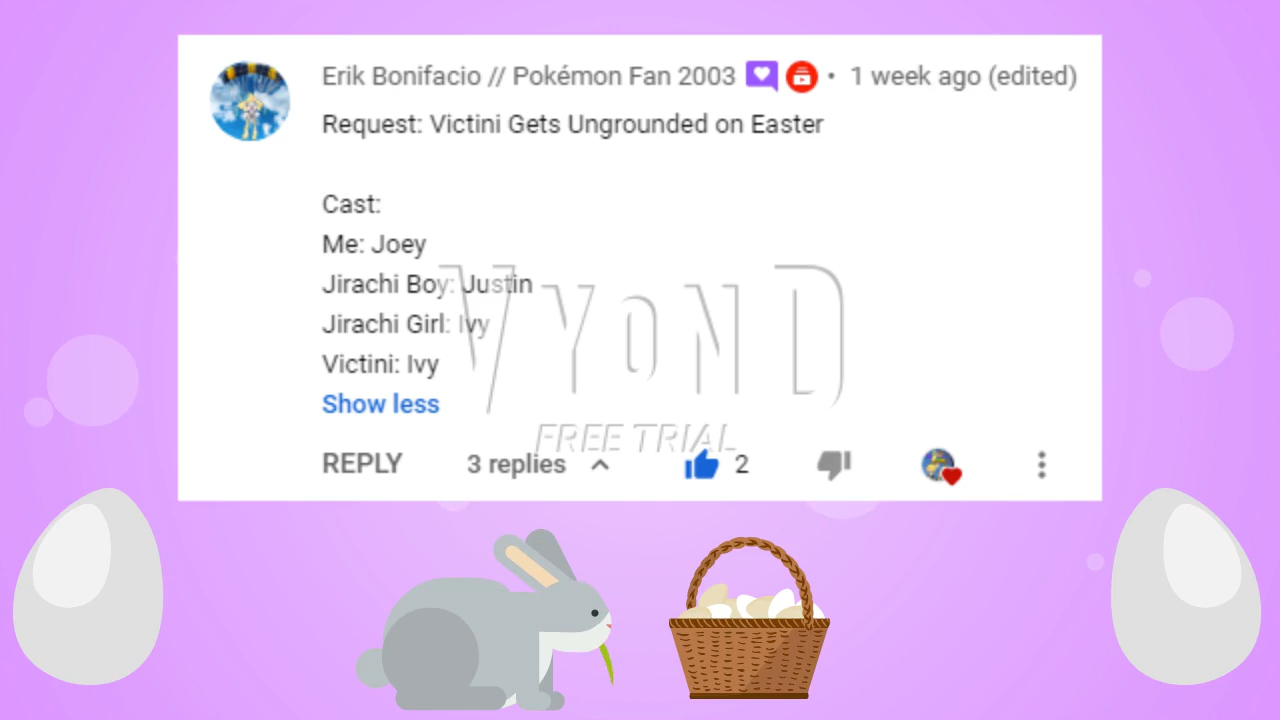 Erik Bonifacio // Pokémon Fan 2003 • 1 week ago (edited)
Request: Victini Gets Ungrounded on Easter
Cast:
Me: Joey
Jirachi Boy: Justin
Jirachi Girl: Ivy
Victini: Ivy
Show less
VYOND
FREE TRIAL
REPLY 3 replies 2